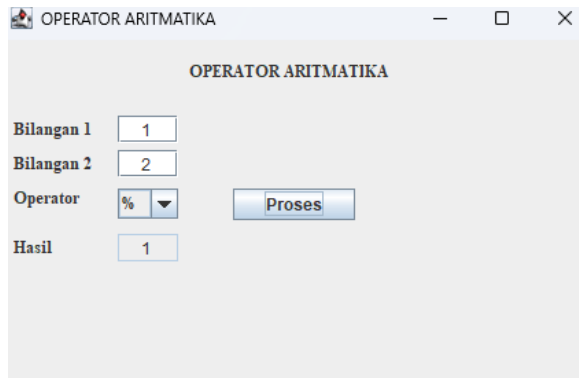 OPERATOR ARITMATIKA
OPERATOR ARITMATIKA
Bilangan 1 1
Bilangan 2 2
Operator % Proses
Hasil 1